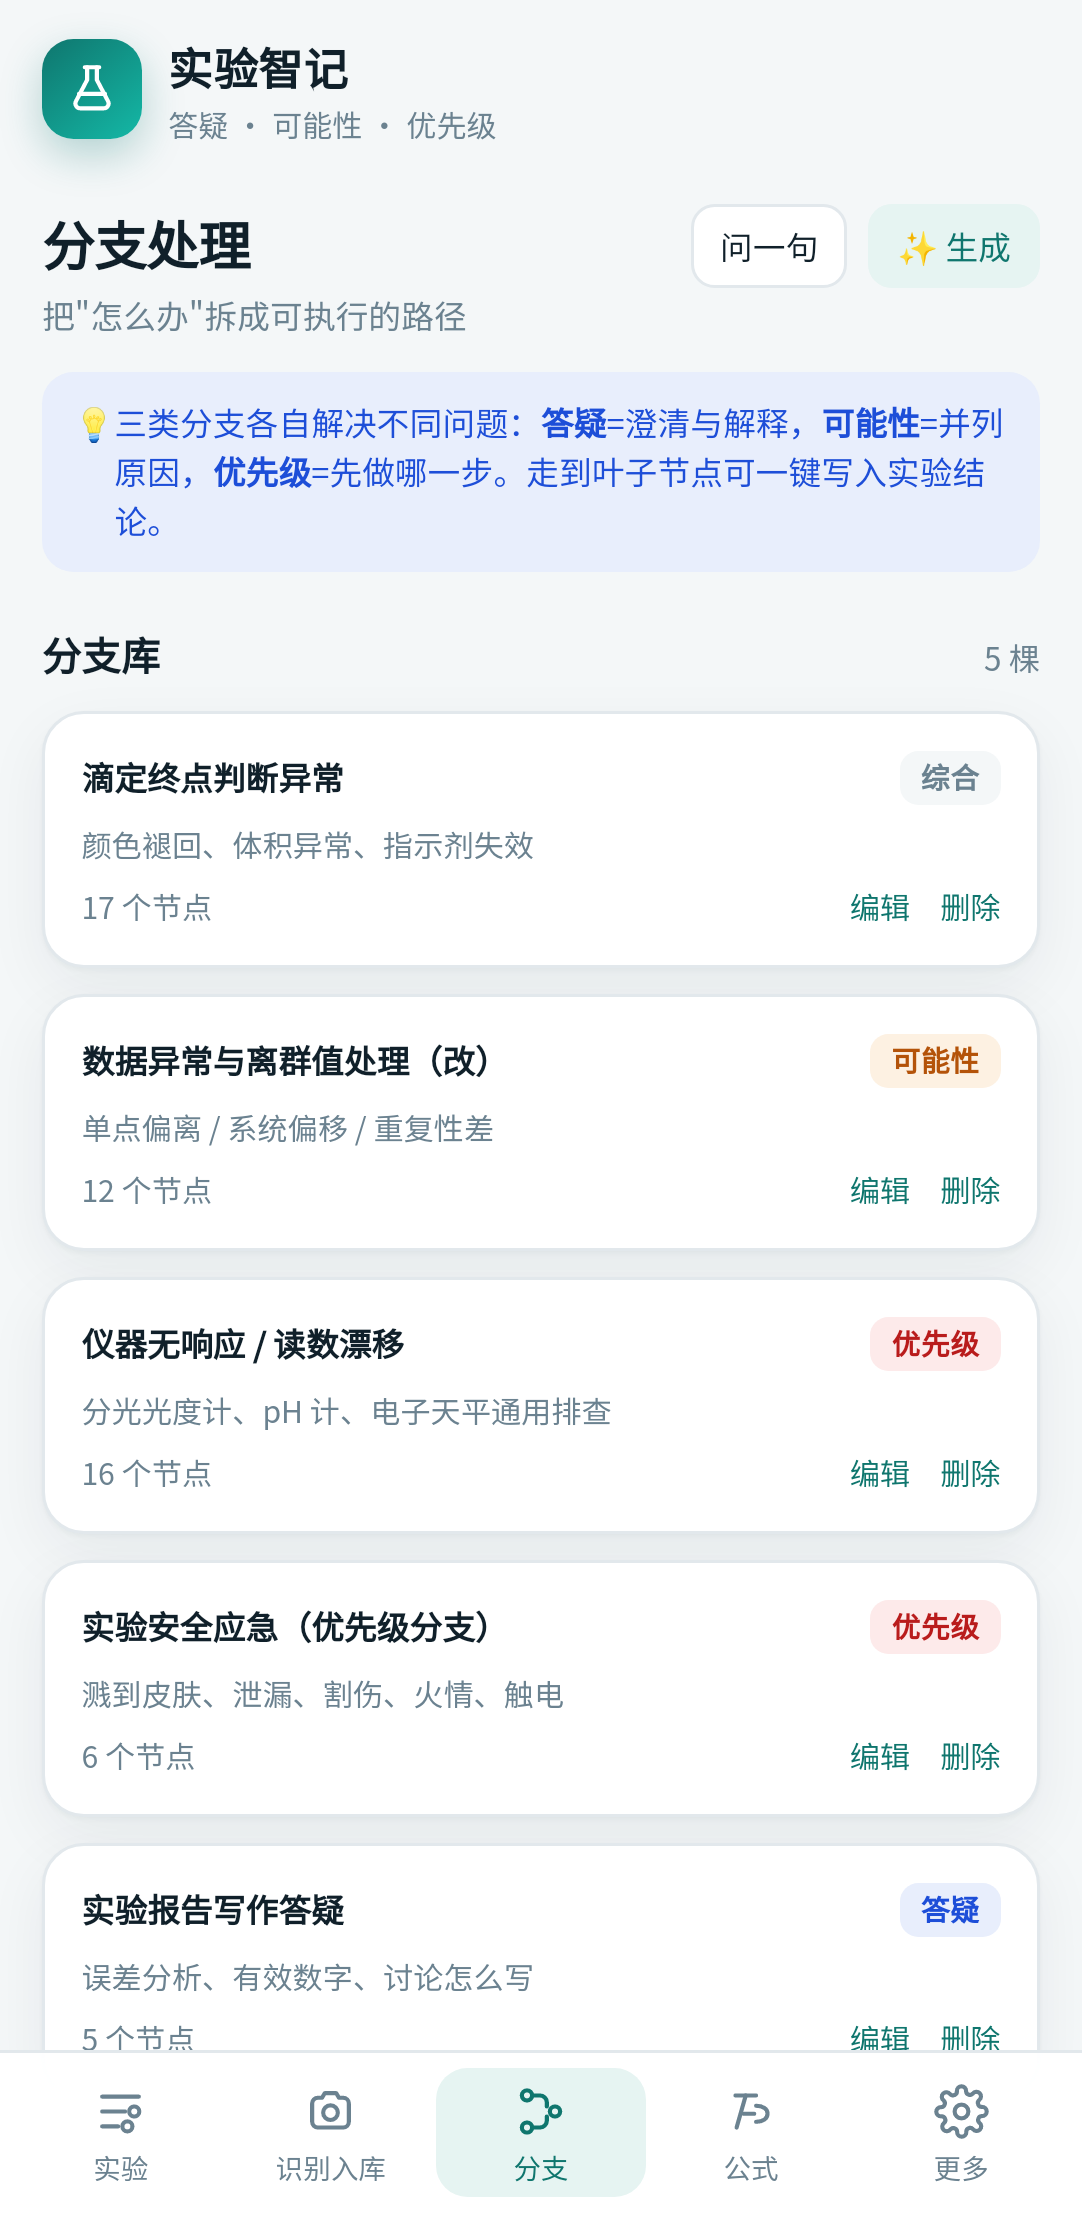 实验智记
答疑 · 可能性 · 优先级
分支处理
问一句
✨ 生成
把"怎么办"拆成可执行的路径
💡三类分支各自解决不同问题：答疑=澄清与解释，可能性=并列
原因，优先级=先做哪一步。走到叶子节点可一键写入实验结
论。
分支库
5 棵
滴定终点判断异常
综合
颜色褪回、体积异常、指示剂失效
17 个节点
编辑 删除
数据异常与离群值处理（改）
可能性
单点偏离 / 系统偏移 / 重复性差
12 个节点
编辑 删除
仪器无响应 / 读数漂移
优先级
分光光度计、pH 计、电子天平通用排查
16 个节点
编辑 删除
实验安全应急（优先级分支）
优先级
溅到皮肤、泄漏、割伤、火情、触电
6 个节点
编辑 删除
实验报告写作答疑
答疑
误差分析、有效数字、讨论怎么写
5 个节点
编辑 删除
实验
识别入库
分支
公式
更多